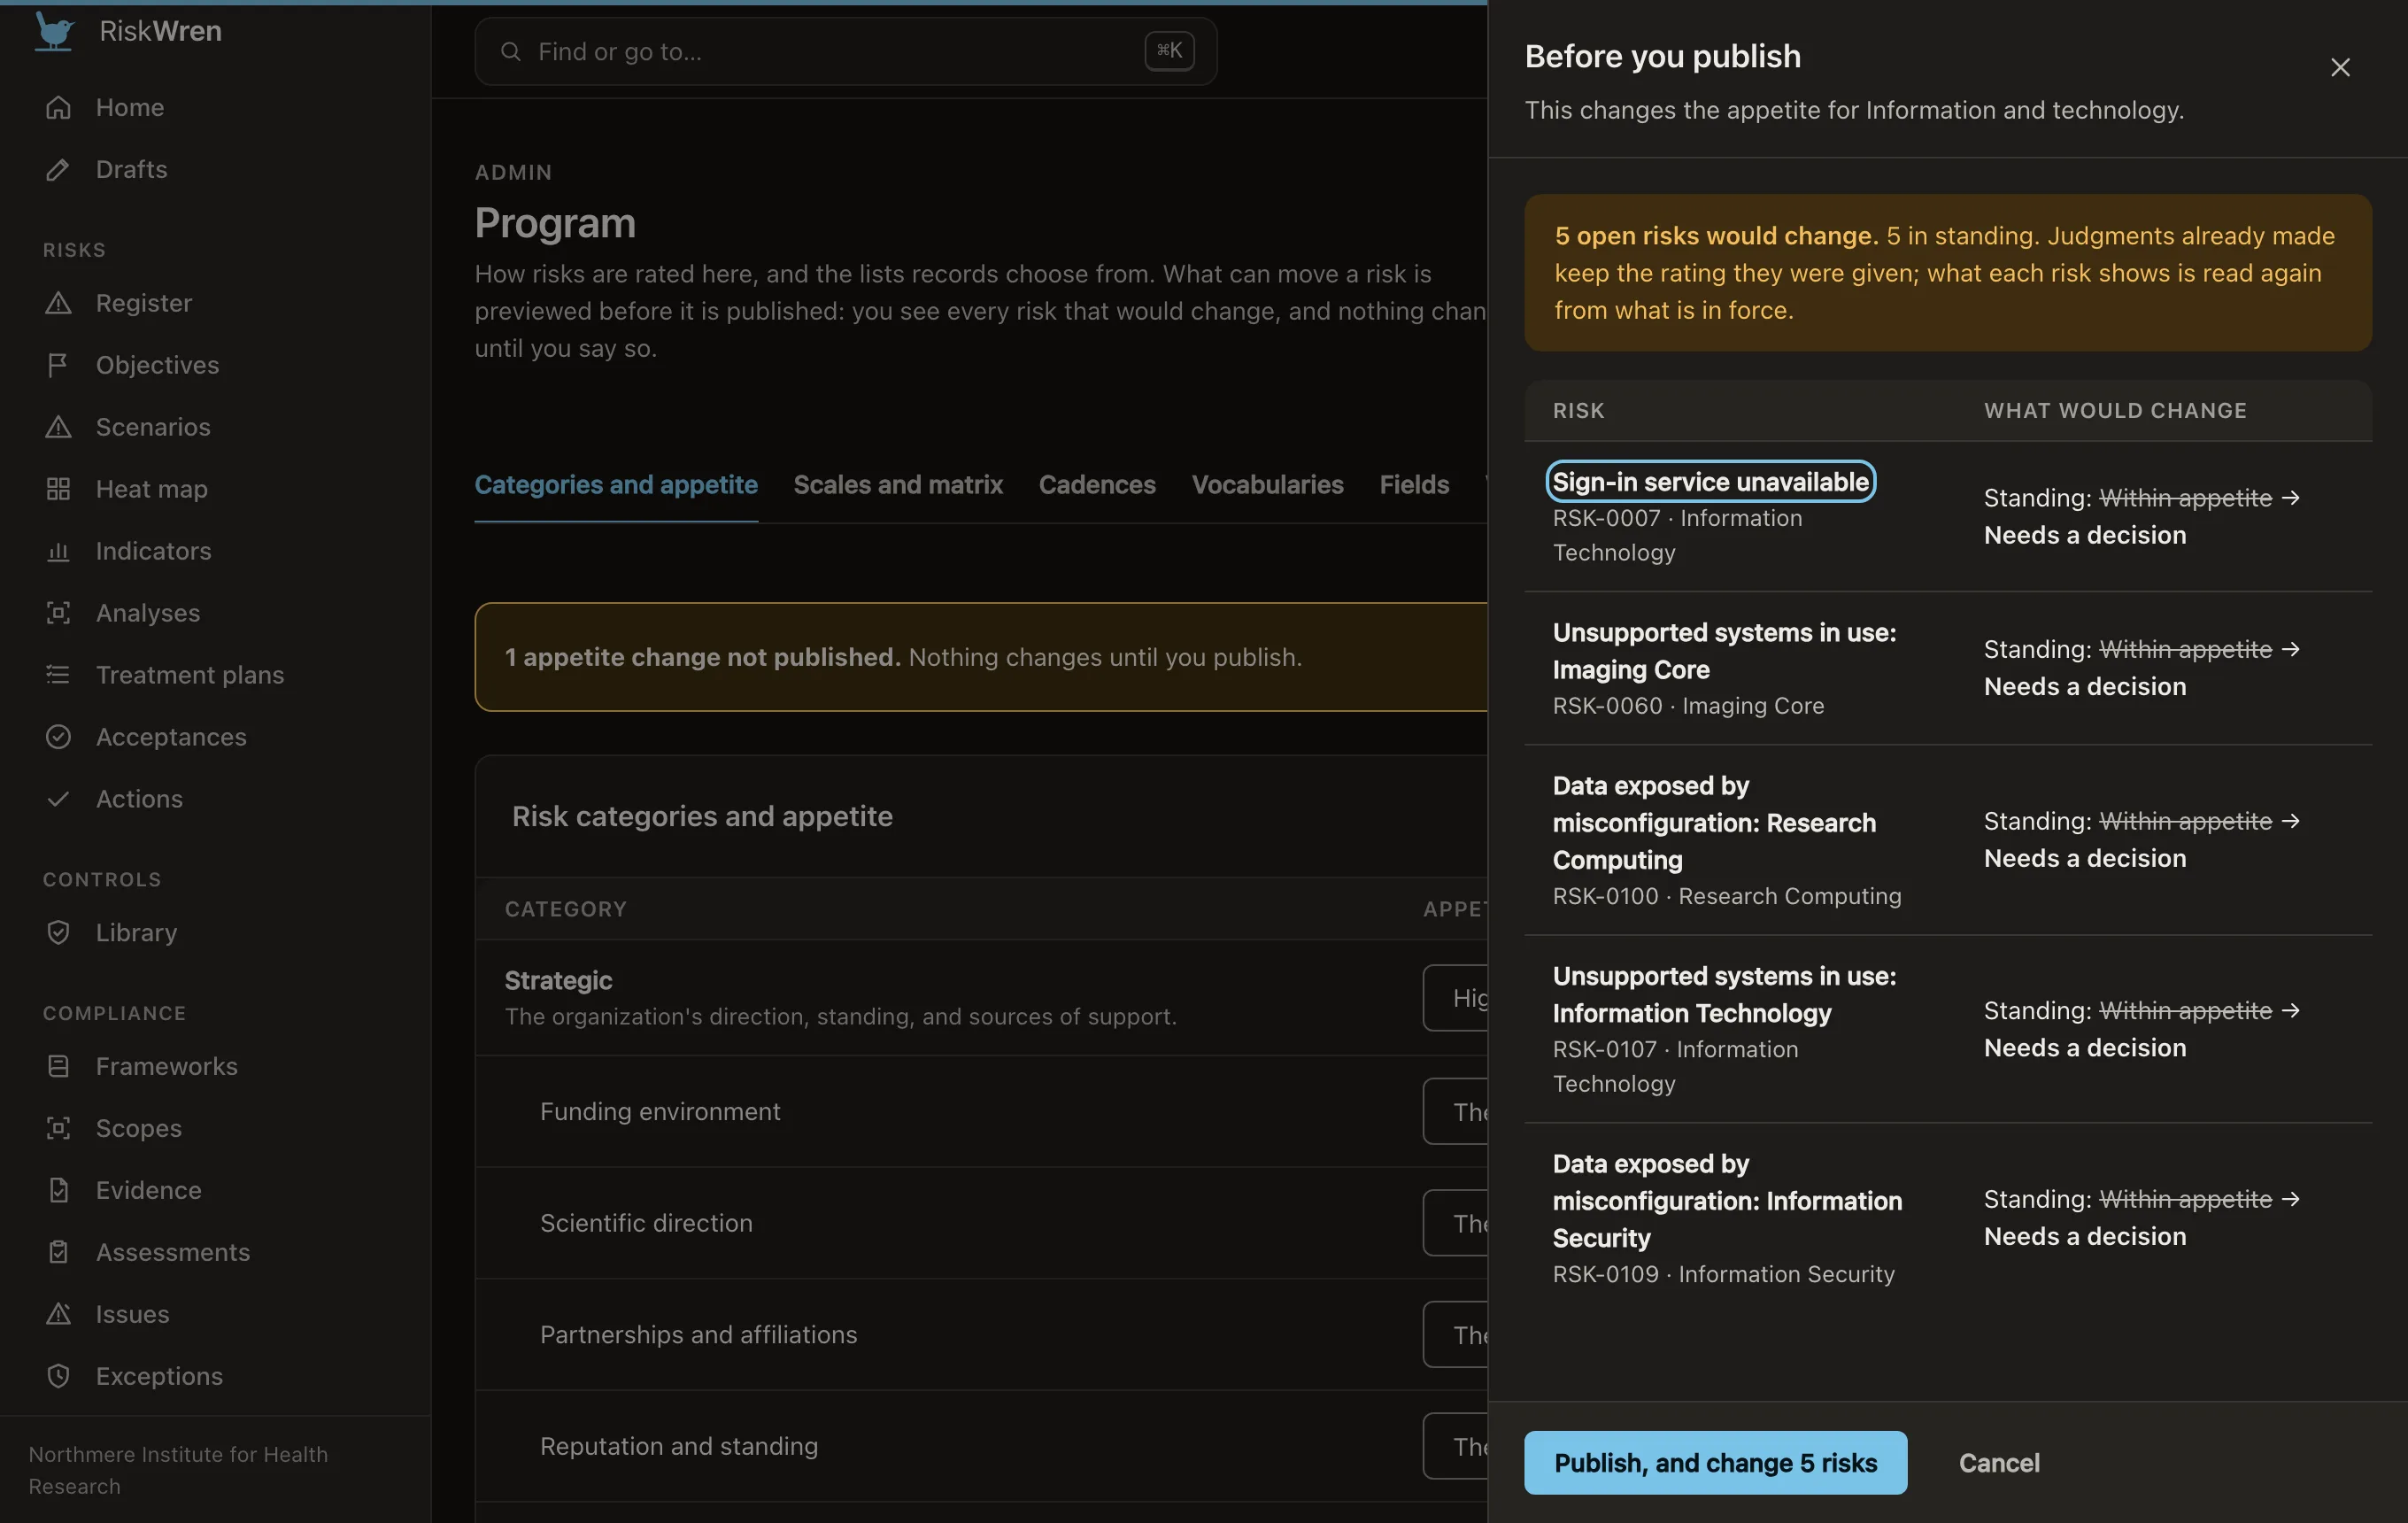 RiskWren
Home
Drafts
RISKS
Register
Objectives
Scenarios
Heat map
Indicators
Analyses
Treatment plans
Acceptances
Actions
CONTROLS
Library
COMPLIANCE
Frameworks
Scopes
Evidence
Assessments
Issues
Exceptions
Northmere Institute for Health
Research
Find or go to...
⌘K
ADMIN
Program
How risks are rated here, and the lists records choose from. What can move a risk is
previewed before it is published: you see every risk that would change, and nothing chan
until you say so.
Categories and appetite
Scales and matrix
Cadences
Vocabularies
Fields
1 appetite change not published. Nothing changes until you publish.
Risk categories and appetite
CATEGORY
APPET
Strategic
The organization's direction, standing, and sources of support.
Hig
Funding environment
The
Scientific direction
The
Partnerships and affiliations
The
Reputation and standing
The
Before you publish
This changes the appetite for Information and technology.
5 open risks would change. 5 in standing. Judgments already made
keep the rating they were given; what each risk shows is read again
from what is in force.
RISK
WHAT WOULD CHANGE
Sign-in service unavailable
RSK-0007 · Information
Technology
Standing: Within appetite →
Needs a decision
Unsupported systems in use:
Imaging Core
RSK-0060 · Imaging Core
Standing: Within appetite →
Needs a decision
Data exposed by
misconfiguration: Research
Computing
RSK-0100 · Research Computing
Standing: Within appetite →
Needs a decision
Unsupported systems in use:
Information Technology
RSK-0107 · Information
Technology
Standing: Within appetite →
Needs a decision
Data exposed by
misconfiguration: Information
Security
RSK-0109 · Information Security
Standing: Within appetite →
Needs a decision
Publish, and change 5 risks
Cancel